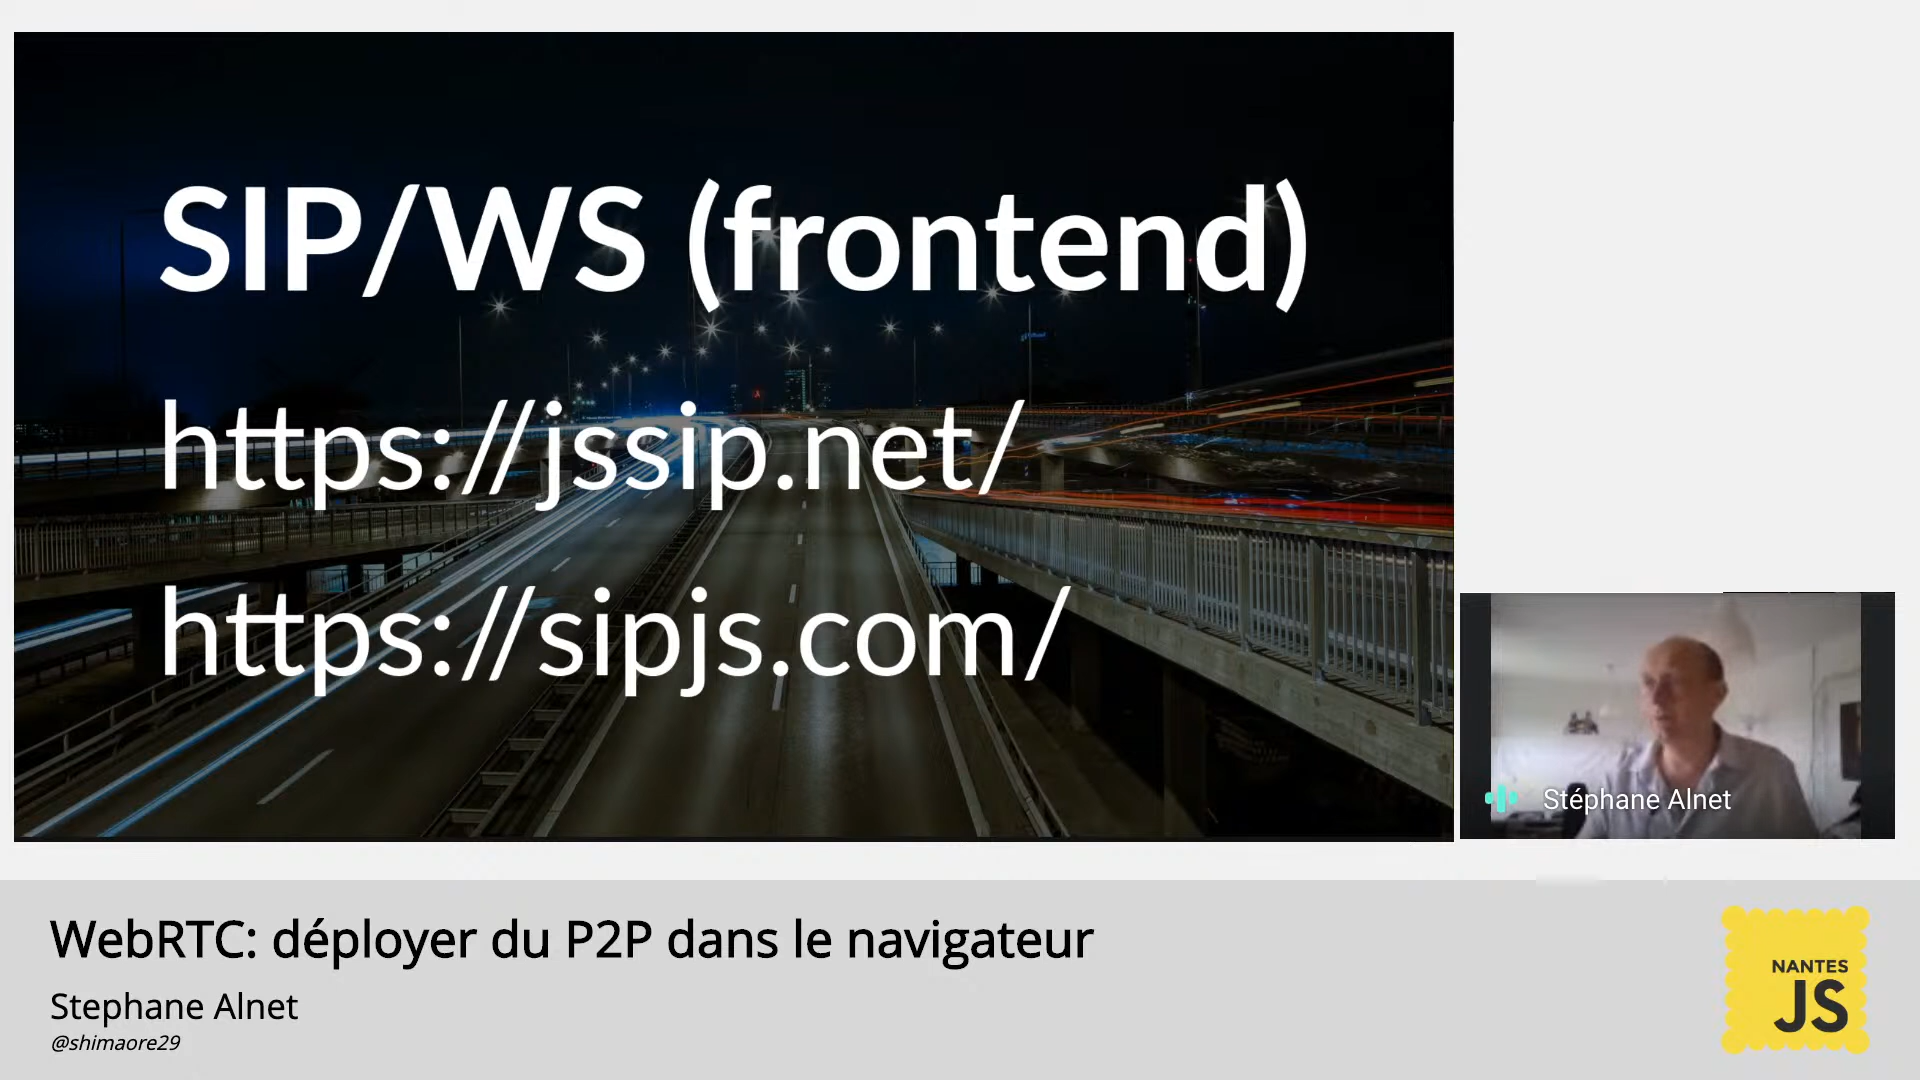 SIP/WS (frontend)
https://jssip.net/
https://sipjs.com/
Stéphane Alnet
WebRTC: déployer du P2P dans le navigateur
Stephane Alnet
@shimaore29
NANTES
JS